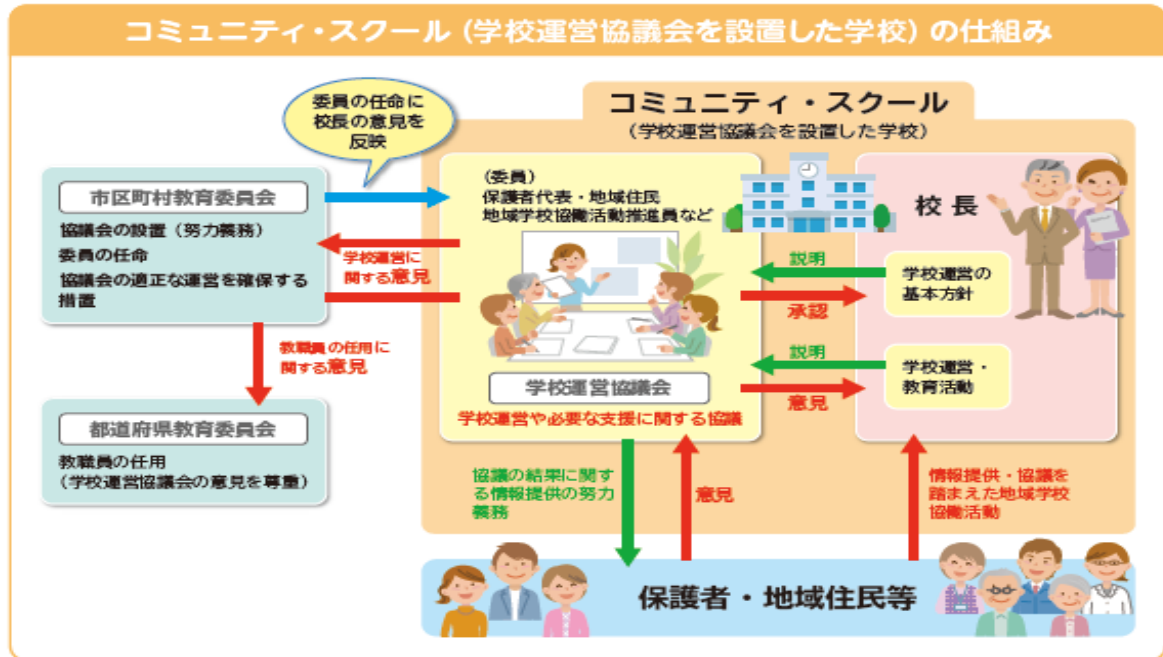 コミュニティ・スクール(学校運営協議会を設置した学校)の仕組み
委員の任命に
校長の意見を
反映
コミュニティ・スクール
(学校運営協議会を設置した学校)
市区町村教育委員会
協議会の設置(努力義務)
委員の任命
協議会の適正な運営を確保する
措置
学校運営に
関する意見
(委員)
保護者代表・地域住民
地域学校協働活動推進員など
学校運営協議会
学校運営や必要な支援に関する協議
校長
説明
学校運営の
基本方針
承認
説明
学校運営・
教育活動
意見
教職員の任用に
関する意見
都道府県教育委員会
教職員の任用
(学校運営協議会の意見を尊重)
協議の結果に関す
る情報提供の努力
義務
意見
情報提供・協議を
踏まえた地域学校
協働活動
保護者・地域住民等